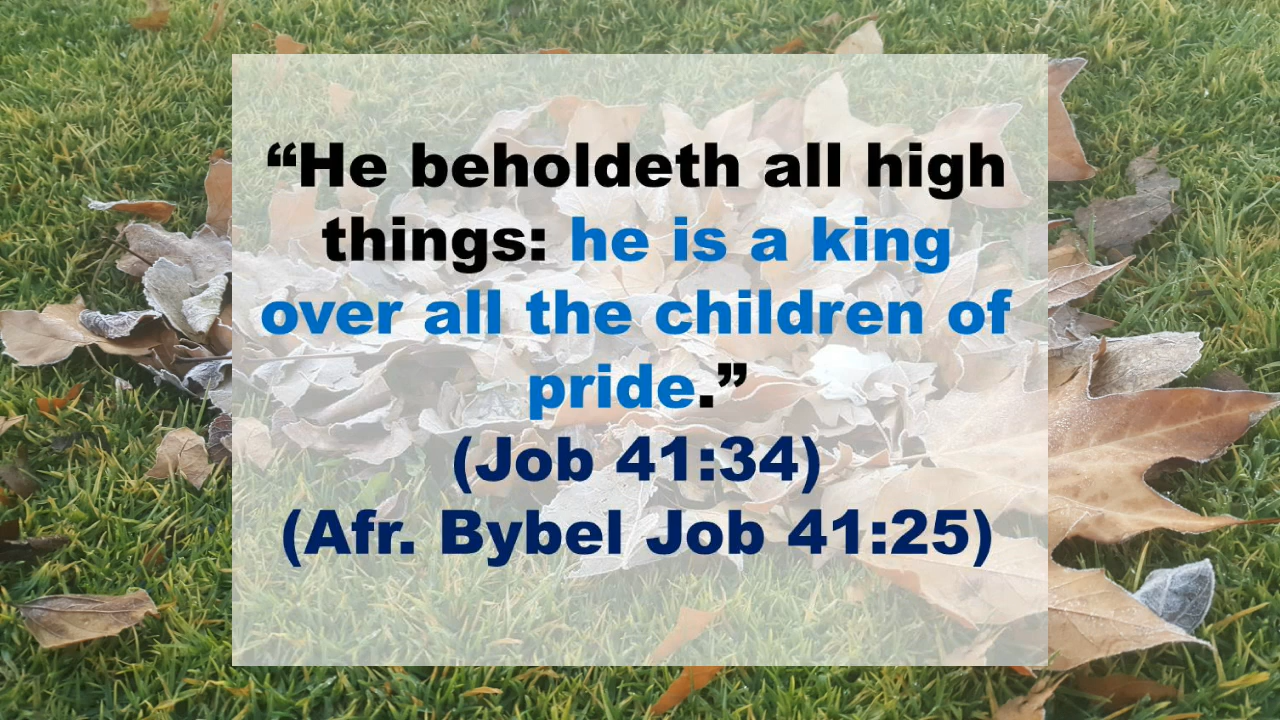 “He beholdeth all high
things: he is a king
over all the children of
pride.”
(Job 41:34)
(Afr. Bybel Job 41:25)